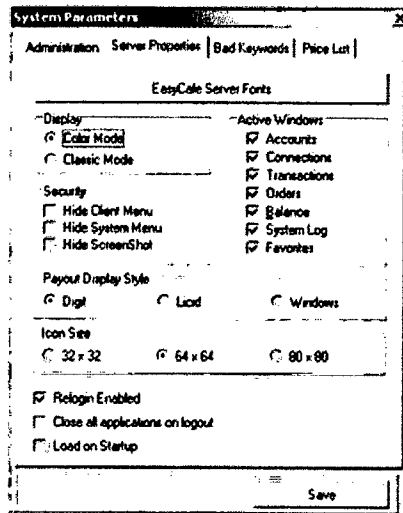 System Parameters x
Administration Server Properties Bad Keywords Price List
EasyCafe Server Fonts
Display
Color Mode
Classic Mode
Security
Hide Client Menu
Hide System Menu
Hide ScreenShot
Active Windows
Accounts
Connections
Transactions
Orders
Balance
System Log
Favorites
Payout Display Style
Digit Licid Windows
Icon Size
32 x 32 64 x 64 80 x 80
Relogin Enabled
Close all applications on logout
Load on Startup
Save